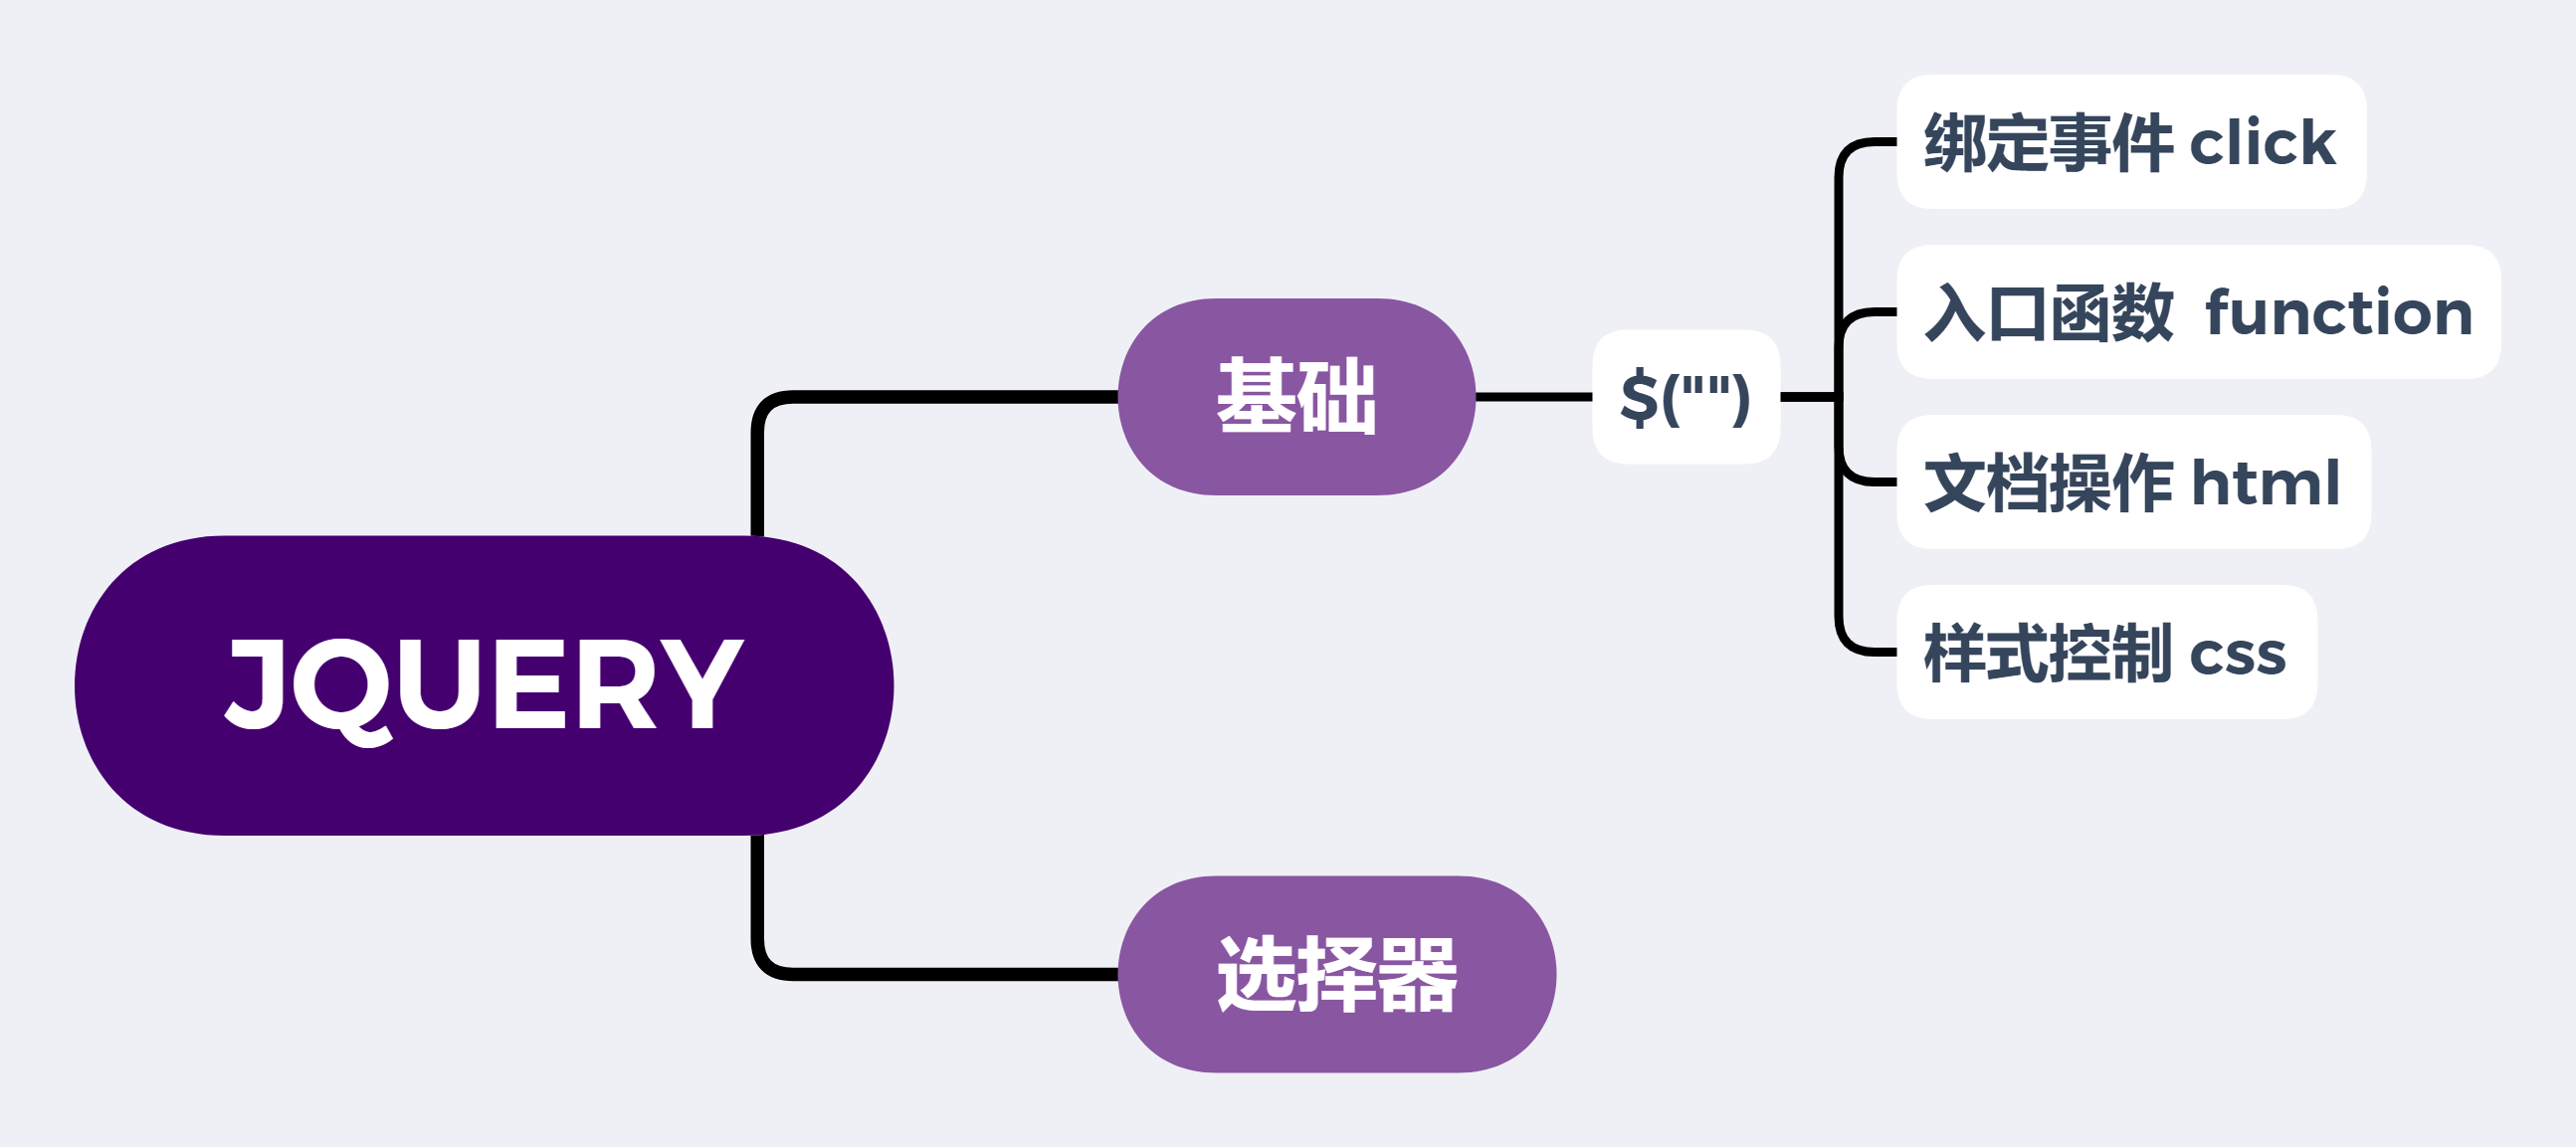 JQUERY
基础
$("")
绑定事件 click
入口函数  function
文档操作 html
样式控制 css
选择器